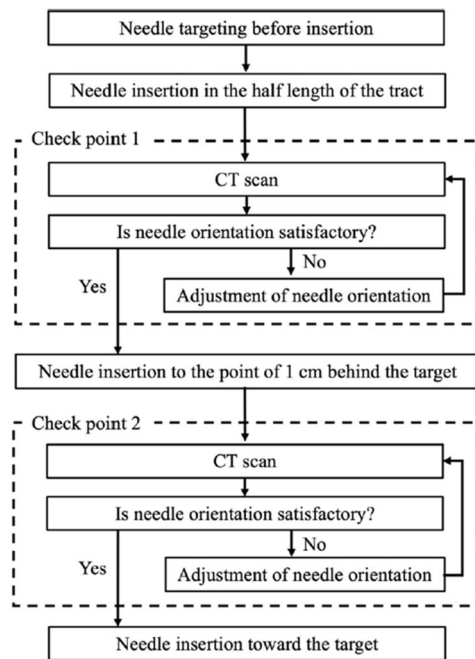 Needle targeting before insertion
Needle insertion in the half length of the tract
Check point 1
CT scan
Is needle orientation satisfactory?
No
Yes
Adjustment of needle orientation
Needle insertion to the point of 1 cm behind the target
Check point 2
CT scan
Is needle orientation satisfactory?
No
Yes
Adjustment of needle orientation
Needle insertion toward the target